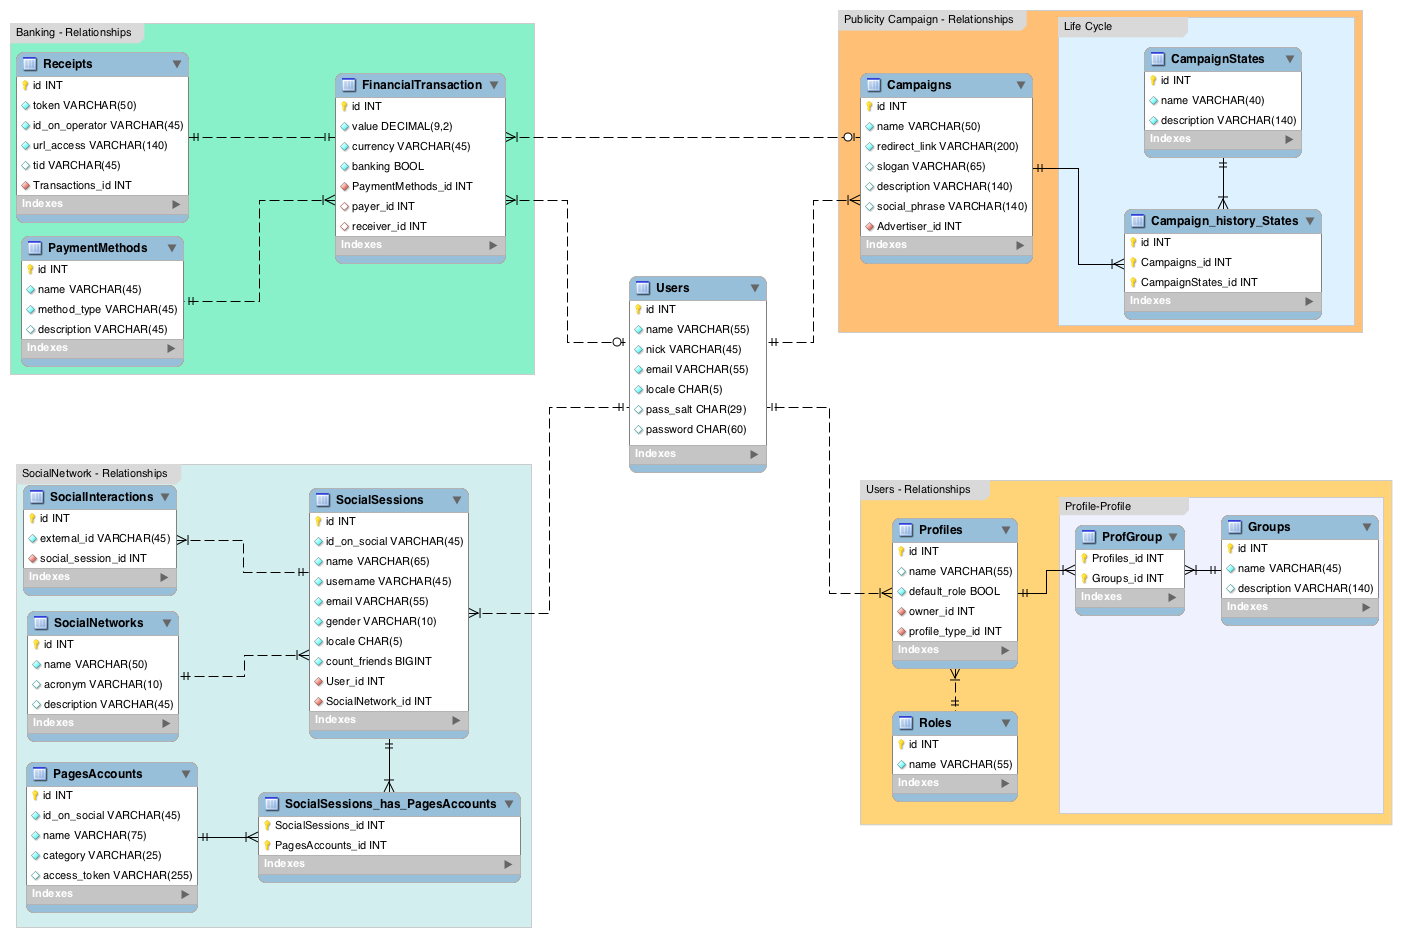 Banking - Relationships
Receipts
id INT
token VARCHAR(50)
id_on_operator VARCHAR(45)
url_access VARCHAR(140)
tid VARCHAR(45)
Transactions_id INT
Indexes
PaymentMethods
id INT
name VARCHAR(45)
method_type VARCHAR(45)
description VARCHAR(45)
Indexes
FinancialTransaction
id INT
value DECIMAL(9,2)
currency VARCHAR(45)
banking BOOL
PaymentMethods_id INT
payer_id INT
receiver_id INT
Indexes
Publicity Campaign - Relationships
Campaigns
id INT
name VARCHAR(50)
redirect_link VARCHAR(200)
slogan VARCHAR(65)
description VARCHAR(140)
social_phrase VARCHAR(140)
Advertiser_id INT
Indexes
Life Cycle
CampaignStates
id INT
name VARCHAR(40)
description VARCHAR(140)
Indexes
Campaign_history_States
id INT
Campaigns_id INT
CampaignStates_id INT
Indexes
Users
id INT
name VARCHAR(55)
nick VARCHAR(45)
email VARCHAR(55)
locale CHAR(5)
pass_salt CHAR(29)
password CHAR(60)
Indexes
SocialNetwork - Relationships
SocialInteractions
id INT
external_id VARCHAR(45)
social_session_id INT
Indexes
SocialNetworks
id INT
name VARCHAR(50)
acronym VARCHAR(10)
description VARCHAR(45)
Indexes
PagesAccounts
id INT
id_on_social VARCHAR(45)
name VARCHAR(75)
category VARCHAR(25)
access_token VARCHAR(255)
Indexes
SocialSessions
id INT
id_on_social VARCHAR(45)
name VARCHAR(65)
username VARCHAR(45)
email VARCHAR(55)
gender VARCHAR(10)
locale CHAR(5)
count_friends BIGINT
User_id INT
SocialNetwork_id INT
Indexes
SocialSessions_has_PagesAccounts
SocialSessions_id INT
PagesAccounts_id INT
Indexes
Users - Relationships
Profiles
id INT
name VARCHAR(55)
default_role BOOL
owner_id INT
profile_type_id INT
Indexes
Roles
id INT
name VARCHAR(55)
Indexes
Profile-Profile
ProfGroup
Profiles_id INT
Groups_id INT
Indexes
Groups
id INT
name VARCHAR(45)
description VARCHAR(140)
Indexes